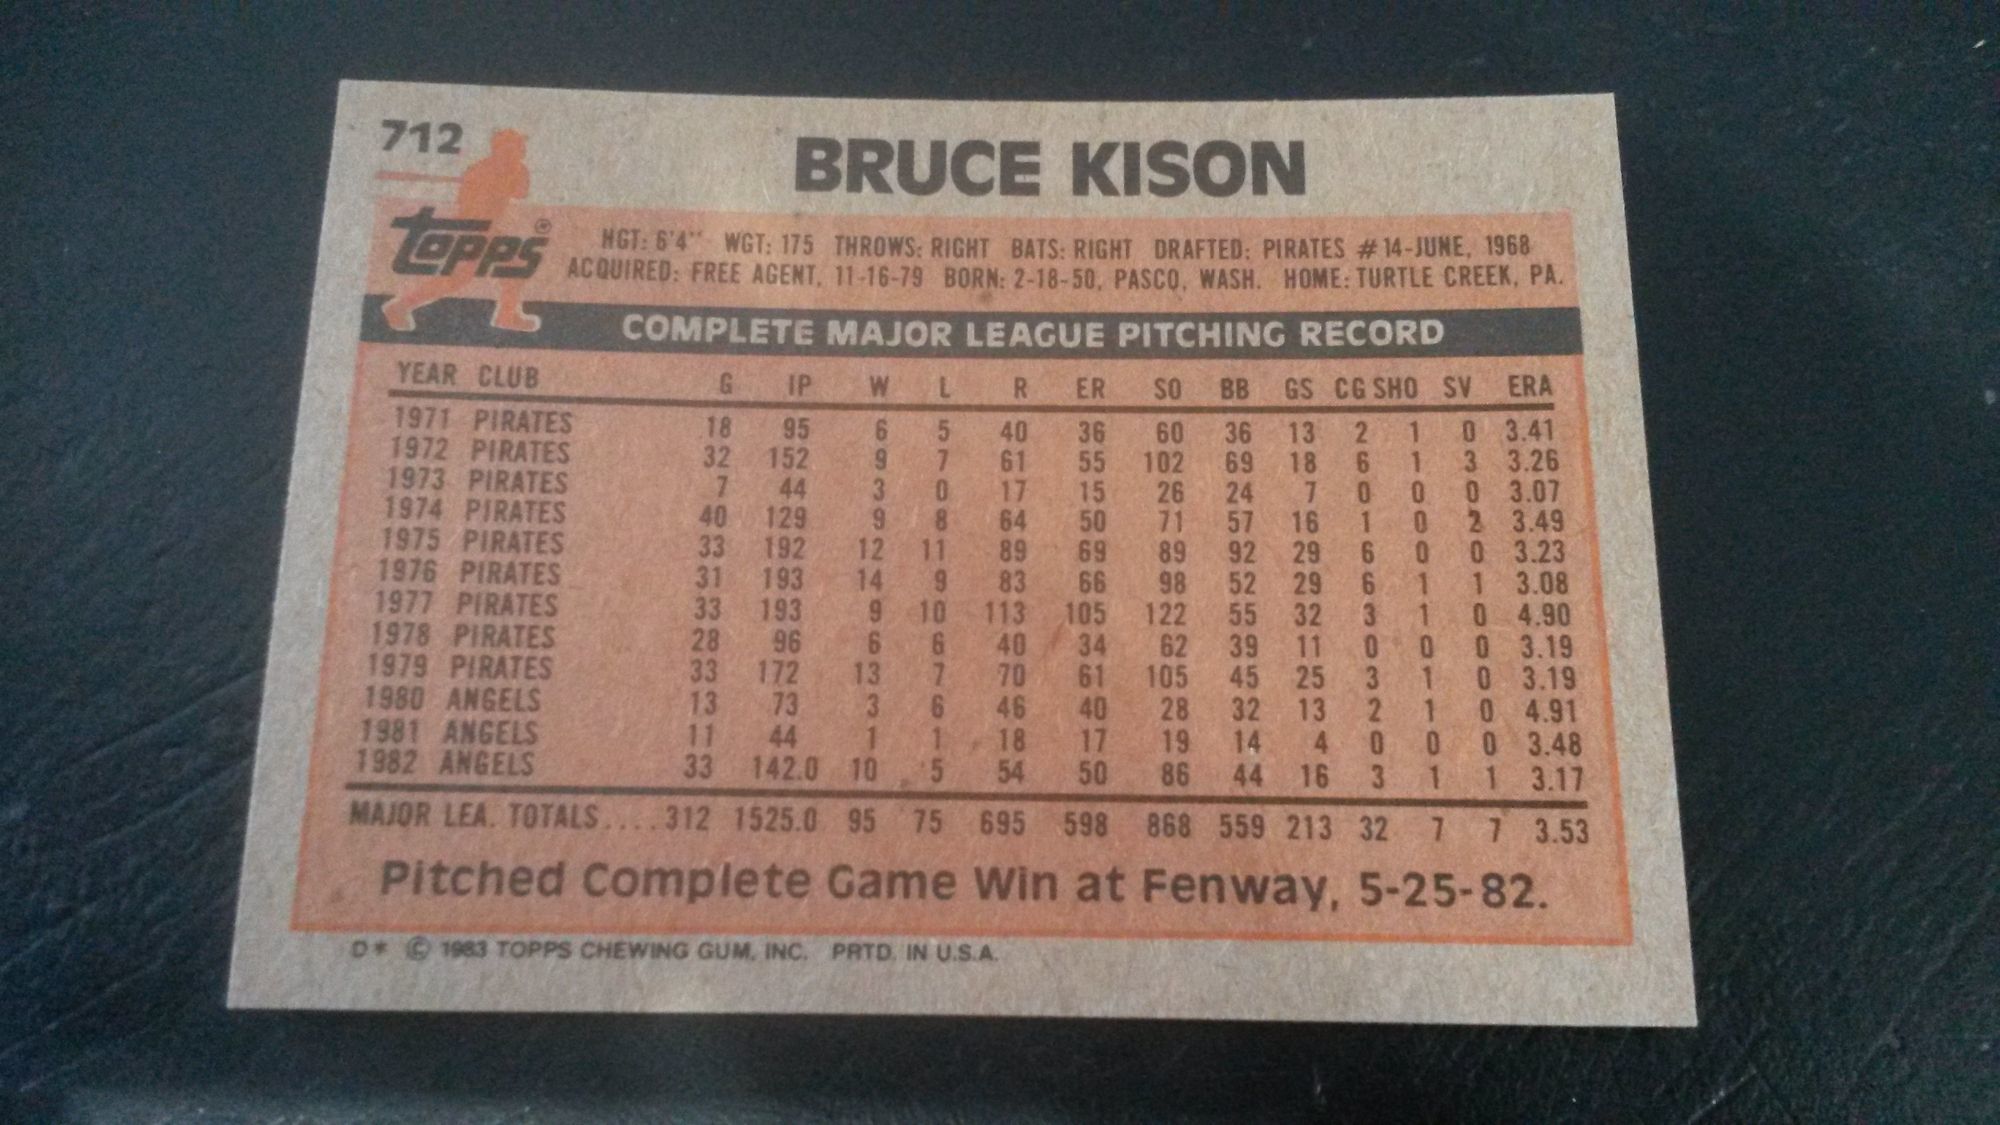 712
BRUCE KISON
topps®
HGT: 6'4" WGT: 175 THROWS: RIGHT BATS: RIGHT DRAFTED: PIRATES #14-JUNE, 1968
ACQUIRED: FREE AGENT, 11-16-79 BORN: 2-18-50, PASCO, WASH. HOME: TURTLE CREEK, PA.
COMPLETE MAJOR LEAGUE PITCHING RECORD
YEAR CLUB G IP W L R ER SO BB GS CG SHO SV ERA
1971 PIRATES 18 95 6 5 40 36 60 36 13 2 1 0 3.41
1972 PIRATES 32 152 9 7 61 55 102 69 18 6 1 3 3.26
1973 PIRATES 7 44 3 0 17 15 26 24 7 0 0 0 3.07
1974 PIRATES 40 129 9 8 64 50 71 57 16 1 0 2 3.49
1975 PIRATES 33 192 12 11 89 69 89 92 29 6 0 0 3.23
1976 PIRATES 31 193 14 9 83 66 98 52 29 6 1 1 3.08
1977 PIRATES 33 193 9 10 113 105 122 55 32 3 1 0 4.90
1978 PIRATES 28 96 6 6 40 34 62 39 11 0 0 0 3.19
1979 PIRATES 33 172 13 7 70 61 105 45 25 3 1 0 3.19
1980 ANGELS 13 73 3 6 46 40 28 32 13 2 1 0 4.91
1981 ANGELS 11 44 1 1 18 17 19 14 4 0 0 0 3.48
1982 ANGELS 33 142.0 10 5 54 50 86 44 16 3 1 1 3.17
MAJOR LEA. TOTALS....312 1525.0 95 75 695 598 868 559 213 32 7 7 3.53
Pitched Complete Game Win at Fenway, 5-25-82.
D* © 1983 TOPPS CHEWING GUM, INC. PRTD. IN U.S.A.